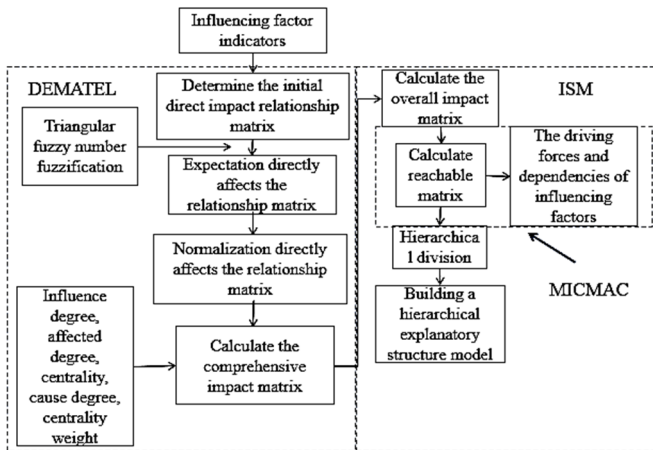 Influencing factor
indicators
DEMATEL
Determine the initial
direct impact relationship
matrix
Triangular
fuzzy number
fuzzification
Expectation directly
affects the
relationship matrix
Normalization directly
affects the relationship
matrix
Influence
degree,
affected
degree,
centrality,
cause degree,
centrality
weight
Calculate the
comprehensive
impact matrix
ISM
Calculate the
overall impact
matrix
Calculate
reachable
matrix
The driving
forces and
dependencies of
influencing
factors
Hierarchica
l division
MICMAC
Building a
hierarchical
explanatory
structure model